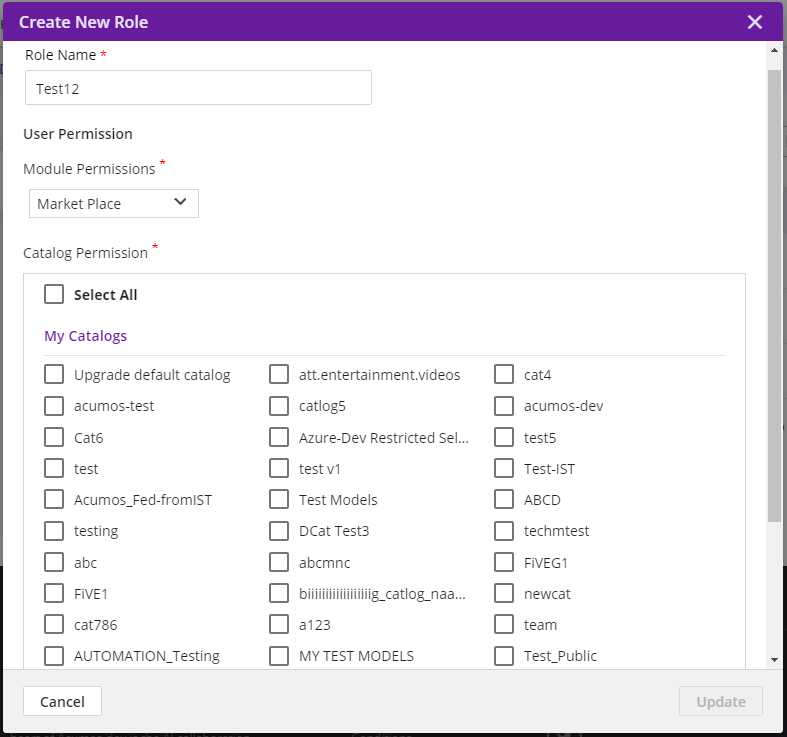 Create New Role
Role Name *
Test12
User Permission
Module Permissions *
Market Place
Catalog Permission *
Select All
My Catalogs
Upgrade default catalog att.entertainment.videos cat4
acumos-test catlog5 acumos-dev
Cat6 Azure-Dev Restricted Sel... test5
test test v1 Test-IST
Acumos_Fed-fromIST Test Models ABCD
testing DCat Test3 techmtest
abc abcmnc FiVEG1
FiVE1 newcat
cat786 a123 team
AUTOMATION_Testing MY TEST MODELS Test_Public
Cancel Update